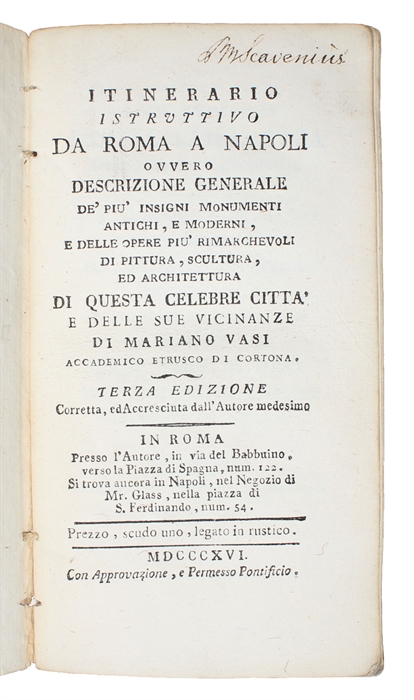 PMScavenius
ITINERARIO
ISTRVTTIVO
DA ROMA A NAPOLI
OVVERO
DESCRIZIONE GENERALE
DE' PIU' INSIGNI MONUMENTI
ANTICHI, E MODERNI,
E DELLE OPERE PIU' RIMARCHEVOLI
DI PITTURA, SCULTURA,
ED ARCHITETTURA
DI QUESTA CELEBRE CITTA'
E DELLE SUE VICINANZE
DI MARIANO VASI
ACCADEMICO ETRUSCO DI CORTONA.
TERZA EDIZIONE
Corretta, ed Accresciuta dall'Autore medesimo
IN ROMA
Presso l'Autore, in via del Babbuino,
verso la Piazza di Spagna, num. 122.
Si trova ancora in Napoli, nel Negozio di
Mr. Glass, nella piazza di
S. Ferdinando, num. 54.
Prezzo, scudo uno, legato in rustico.
MDCCCXVI.
Con Approvazione, e Permesso Pontificio.